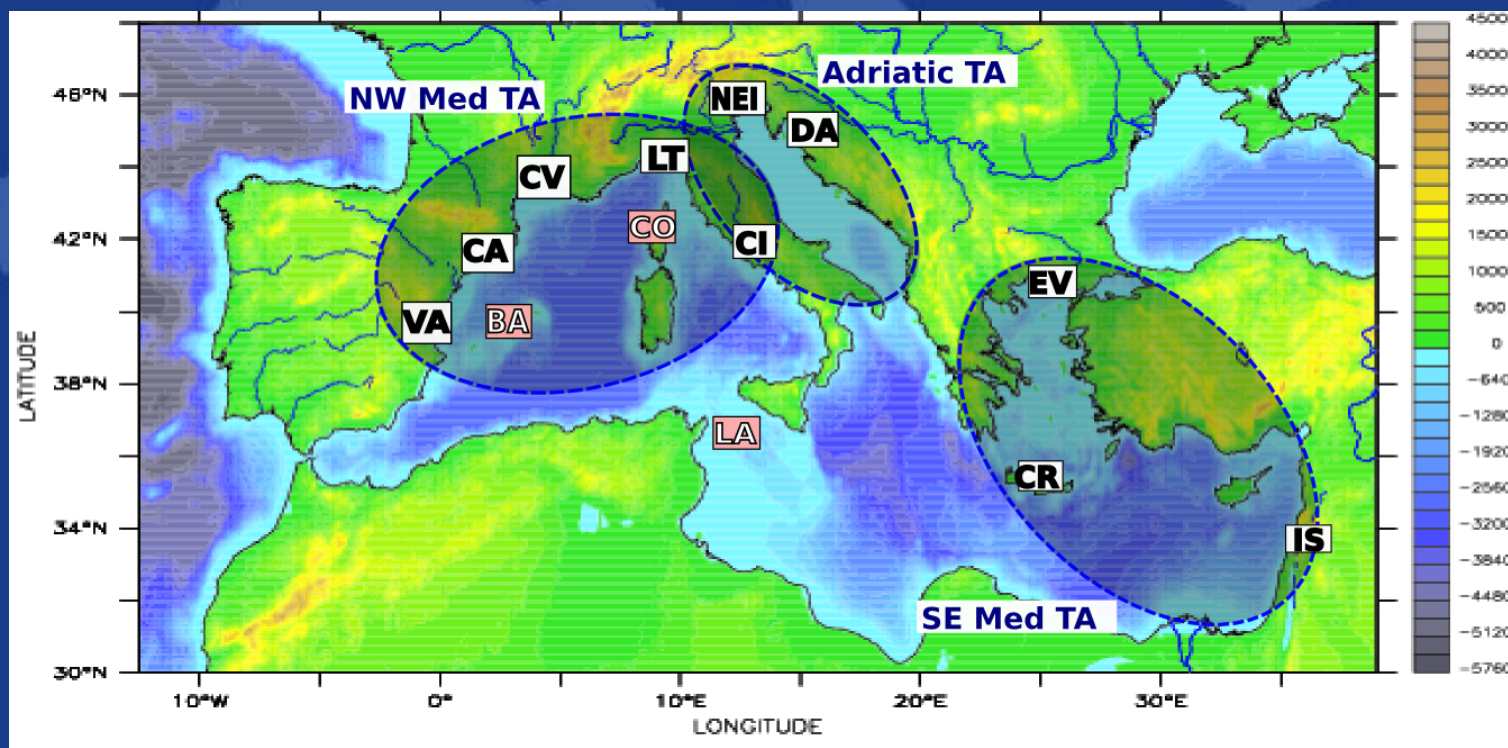 NW Med TA
Adriatic TA
NEI
DA
LT
CV
CO
CA
CI
VA
BA
EV
LA
CR
IS
SE Med TA
46°N
42°N
38°N
34°N
30°N
LATITUDE
10°W
0°
10°E
20°E
30°E
LONGITUDE
4500
4000
3500
3000
2500
2000
1500
1000
500
0
-640
-1280
-1920
-2560
-3200
-3840
-4480
-5120
-5760